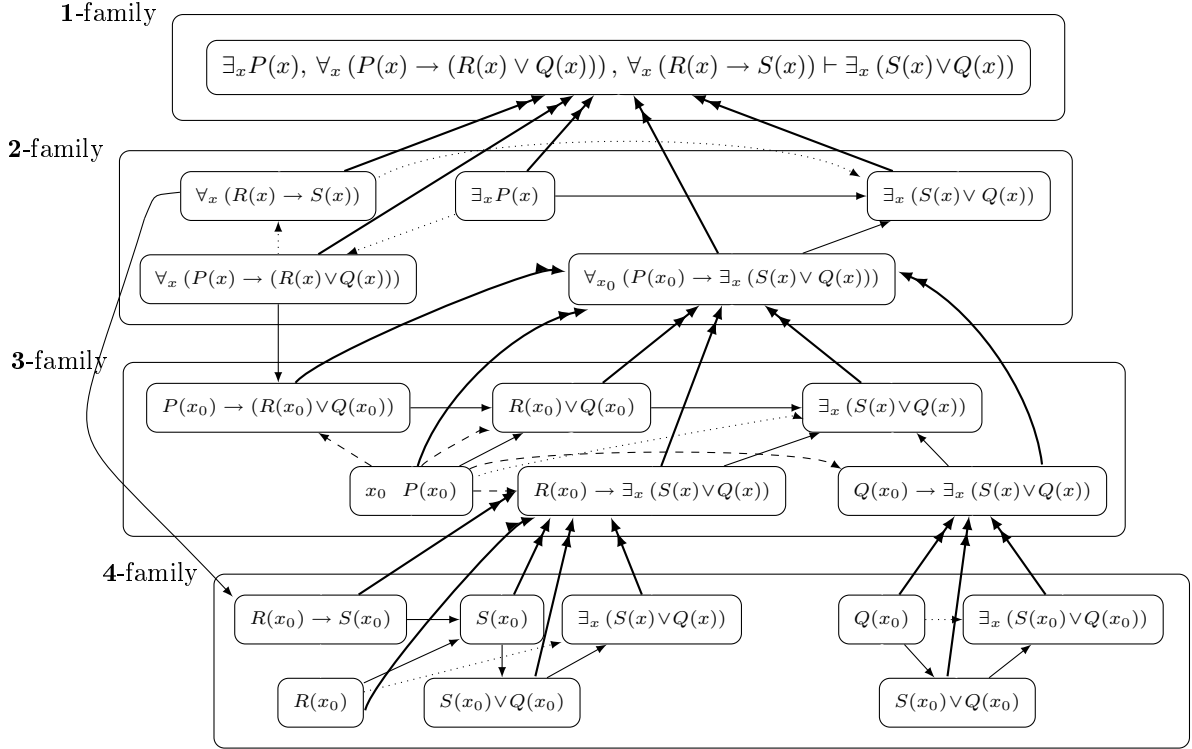 1-family
∃ₓP(x), ∀ₓ (P(x) → (R(x) ∨ Q(x))), ∀ₓ (R(x) → S(x)) ⊢ ∃ₓ (S(x)∨Q(x))
2-family
∀ₓ (R(x) → S(x))
∃ₓP(x)
∃ₓ (S(x)∨ Q(x))
∀ₓ (P(x) → (R(x)∨Q(x)))
∀ₓ₀ (P(x₀) → ∃ₓ (S(x)∨ Q(x)))
3-family
P(x₀) → (R(x₀)∨Q(x₀))
R(x₀)∨Q(x₀)
∃ₓ (S(x)∨Q(x))
x₀ P(x₀)
R(x₀) → ∃ₓ (S(x)∨Q(x))
Q(x₀) → ∃ₓ (S(x)∨Q(x))
4-family
R(x₀) → S(x₀)
S(x₀)
∃ₓ (S(x)∨Q(x))
Q(x₀)
∃ₓ (S(x₀)∨Q(x₀))
R(x₀)
S(x₀)∨Q(x₀)
S(x₀)∨Q(x₀)